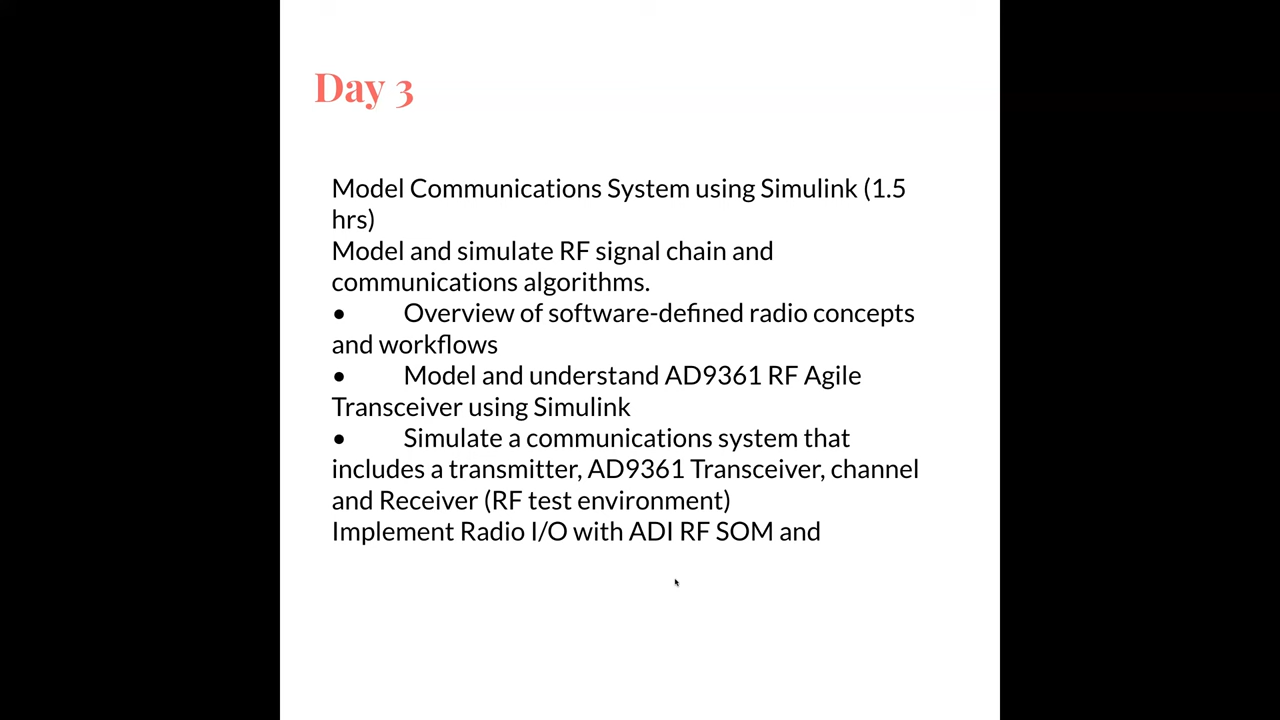 Day 3
Model Communications System using Simulink (1.5
hrs)
Model and simulate RF signal chain and
communications algorithms.
• Overview of software-defined radio concepts
and workflows
• Model and understand AD9361 RF Agile
Transceiver using Simulink
• Simulate a communications system that
includes a transmitter, AD9361 Transceiver, channel
and Receiver (RF test environment)
Implement Radio I/O with ADI RF SOM and